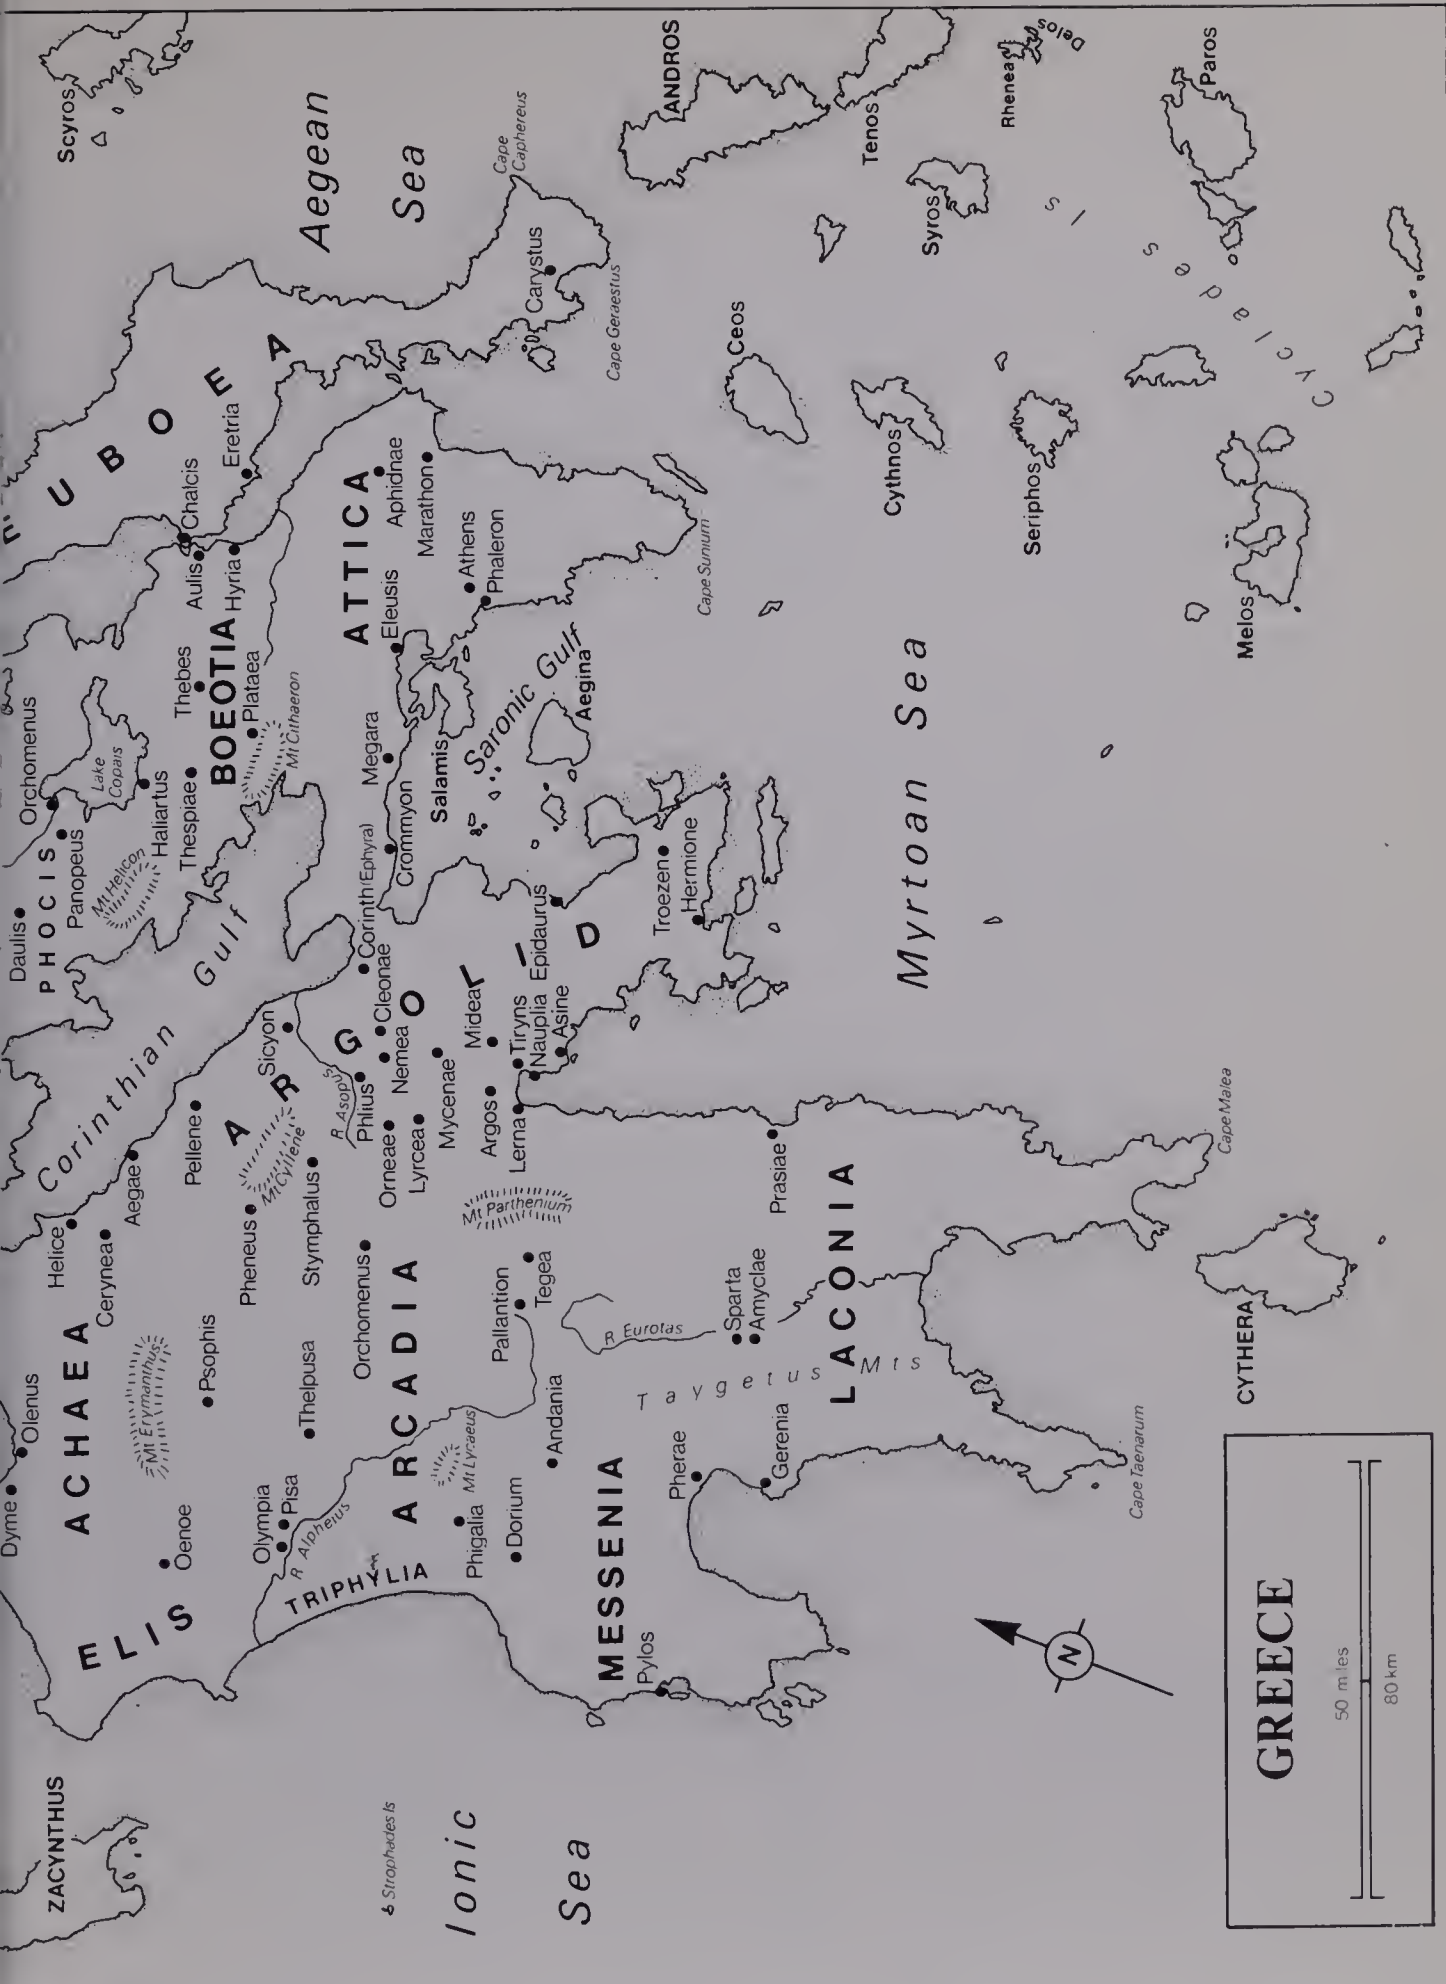 Scyros
Aegean
Sea
ANDROS
Tenos
Rhenea
Delos
Paros
Syros
Cyclades Is
Cape
Caphereus
Carystus
Cape Geraestus
Ceos
Cythnos
Seriphos
Melos
EUBOEA
Chalcis
Eretria
Aulis
Hyria
ATTICA
Aphidnae
Marathon
Athens
Phaleron
Eleusis
Cape Sunium
Orchomenus
Lake
Copais
Haliartus
Thebes
BOEOTIA
Plataea
Thespiae
Mt Cithaeron
Megara
Salamis
Saronic Gulf
Aegina
Crommyon
Daulis
PHOCIS
Panopeus
Mt Helicon
Corinthian Gulf
Corinth (Ephyra)
Cleonae
Sicyon
R Asopus
Phlius
Nemea
Mycenae
Midea
Epidaurus
Troezen
Hermione
Tiryns
Nauplia
Asine
ARGOLID
Argos
Lerna
Orneae
Lyrcea
Pellene
Mt Cyllene
Stymphalus
Pheneus
Aegae
Helice
Cerynea
ACHAEA
Mt Erymanthus
Psophis
Olenus
Dyme
Thelpusa
Orchomenus
ARCADIA
Mt Parthenium
Pallantion
Tegea
Myrtoan Sea
Prasiae
LACONIA
Sparta
Amyclae
R Eurotas
Taygetus Mts
Cape Malea
CYTHERA
Cape Taenarum
Gerenia
Pherae
Andania
Mt Lycaeus
Phigalia
Dorium
MESSENIA
Pylos
Oenoe
Olympia
Pisa
R Alpheius
TRIPHYLIA
ELIS
ZACYNTHUS
Strophades Is
Ionic
Sea
N
GREECE
50 miles
80 km